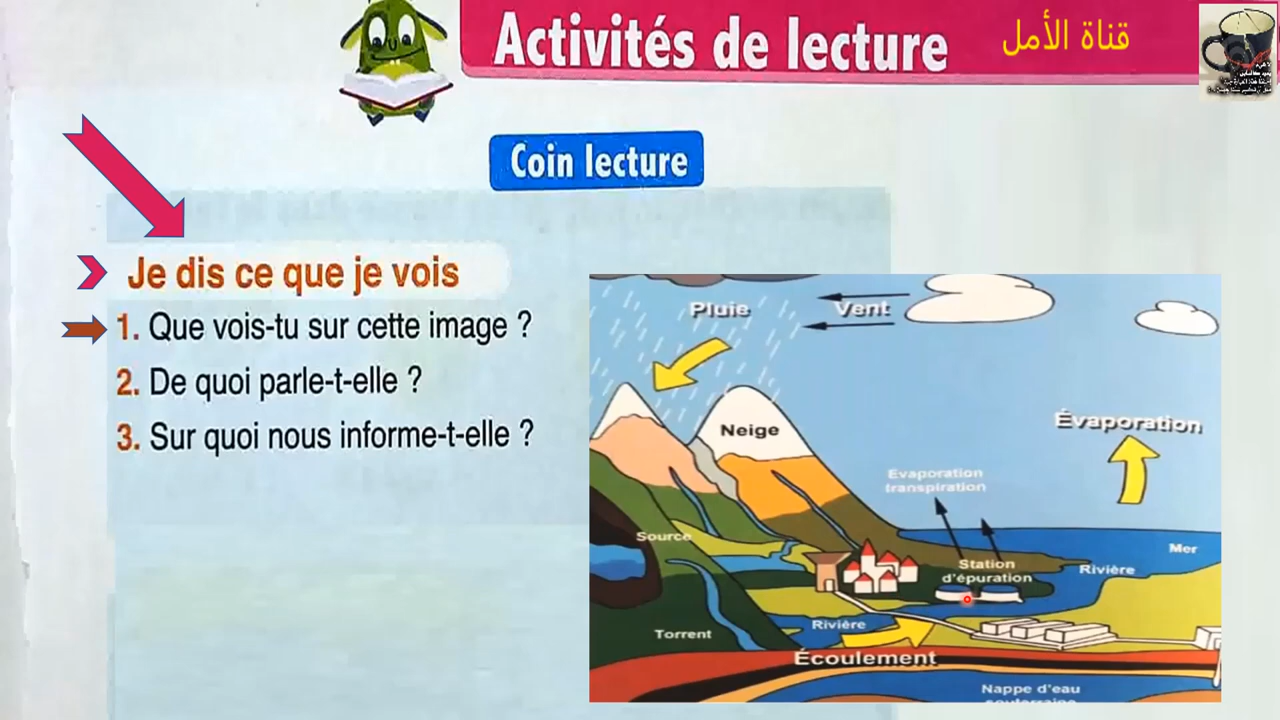 Activités de lecture
قناة الأمل
Coin lecture
Je dis ce que je vois
1. Que vois-tu sur cette image ?
2. De quoi parle-t-elle ?
3. Sur quoi nous informe-t-elle ?
Pluie
Vent
Évaporation
Neige
Evaporation
transpiration
Source
Mer
Station
d'épuration
Rivière
Rivière
Torrent
Écoulement
Nappe d'eau
souterraine